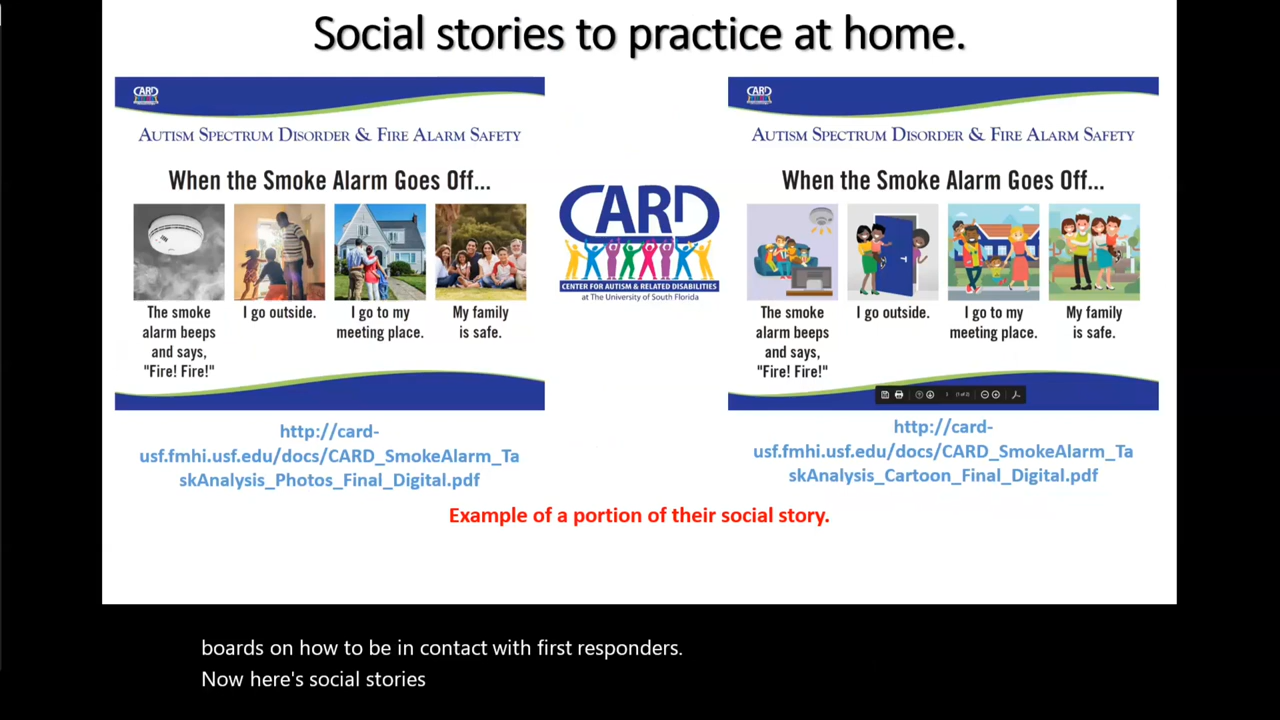 Social stories to practice at home.
CARD
AUTISM SPECTRUM DISORDER & FIRE ALARM SAFETY
When the Smoke Alarm Goes Off...
The smoke
alarm beeps
and says,
"Fire! Fire!"
I go outside.
I go to my
meeting place.
My family
is safe.
http://card-
usf.fmhi.usf.edu/docs/CARD_SmokeAlarm_Ta
skAnalysis_Photos_Final_Digital.pdf
CARD
CENTER FOR AUTISM & RELATED DISABILITIES
at The University of South Florida
CARD
AUTISM SPECTRUM DISORDER & FIRE ALARM SAFETY
When the Smoke Alarm Goes Off...
The smoke
alarm beeps
and says,
"Fire! Fire!"
I go outside.
I go to my
meeting place.
My family
is safe.
http://card-
usf.fmhi.usf.edu/docs/CARD_SmokeAlarm_Ta
skAnalysis_Cartoon_Final_Digital.pdf
Example of a portion of their social story.
boards on how to be in contact with first responders.
Now here's social stories